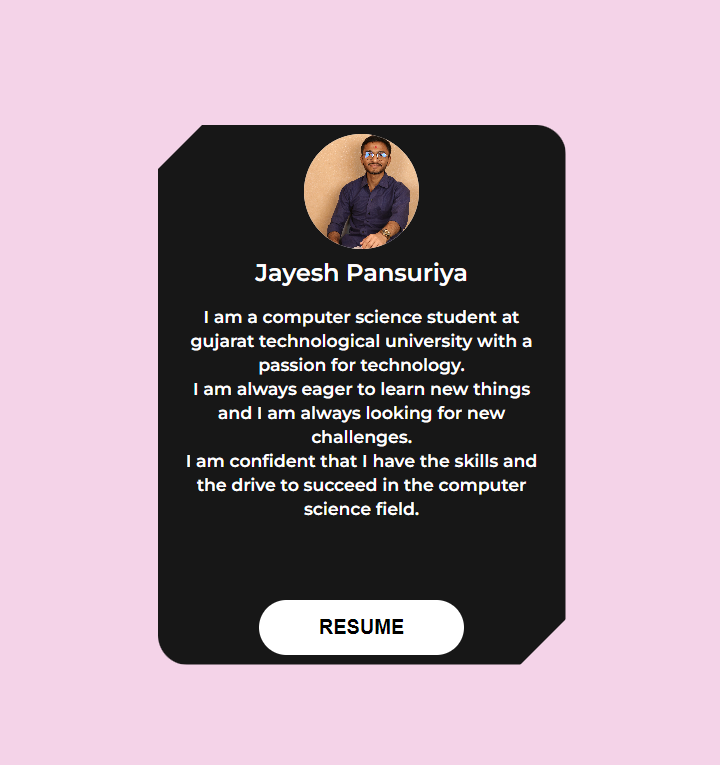 Jayesh Pansuriya
I am a computer science student at
gujarat technological university with a
passion for technology.
I am always eager to learn new things
and I am always looking for new
challenges.
I am confident that I have the skills and
the drive to succeed in the computer
science field.
RESUME